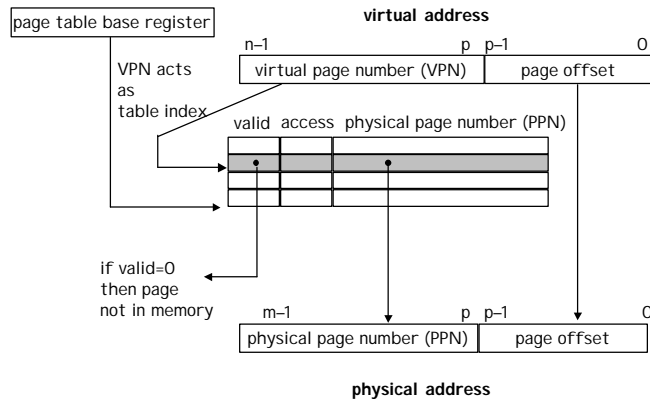 page table base register
virtual address
n–1 p p–1 0
virtual page number (VPN) page offset
VPN acts
as
table index
valid access physical page number (PPN)
if valid=0
then page
not in memory
m–1 p p–1 0
physical page number (PPN) page offset
physical address